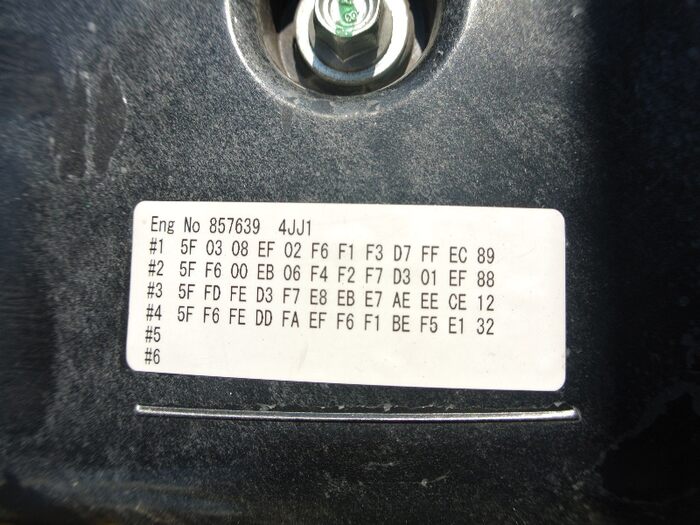 Eng No 857639 4JJ1
#1 5F 03 08 EF 02 F6 F1 F3 D7 FF EC 89
#2 5F F6 00 EB 06 F4 F2 F7 D3 01 EF 88
#3 5F FD FE D3 F7 E8 EB E7 AE EE CE 12
#4 5F F6 FE DD FA EF F6 F1 BE F5 E1 32
#5
#6